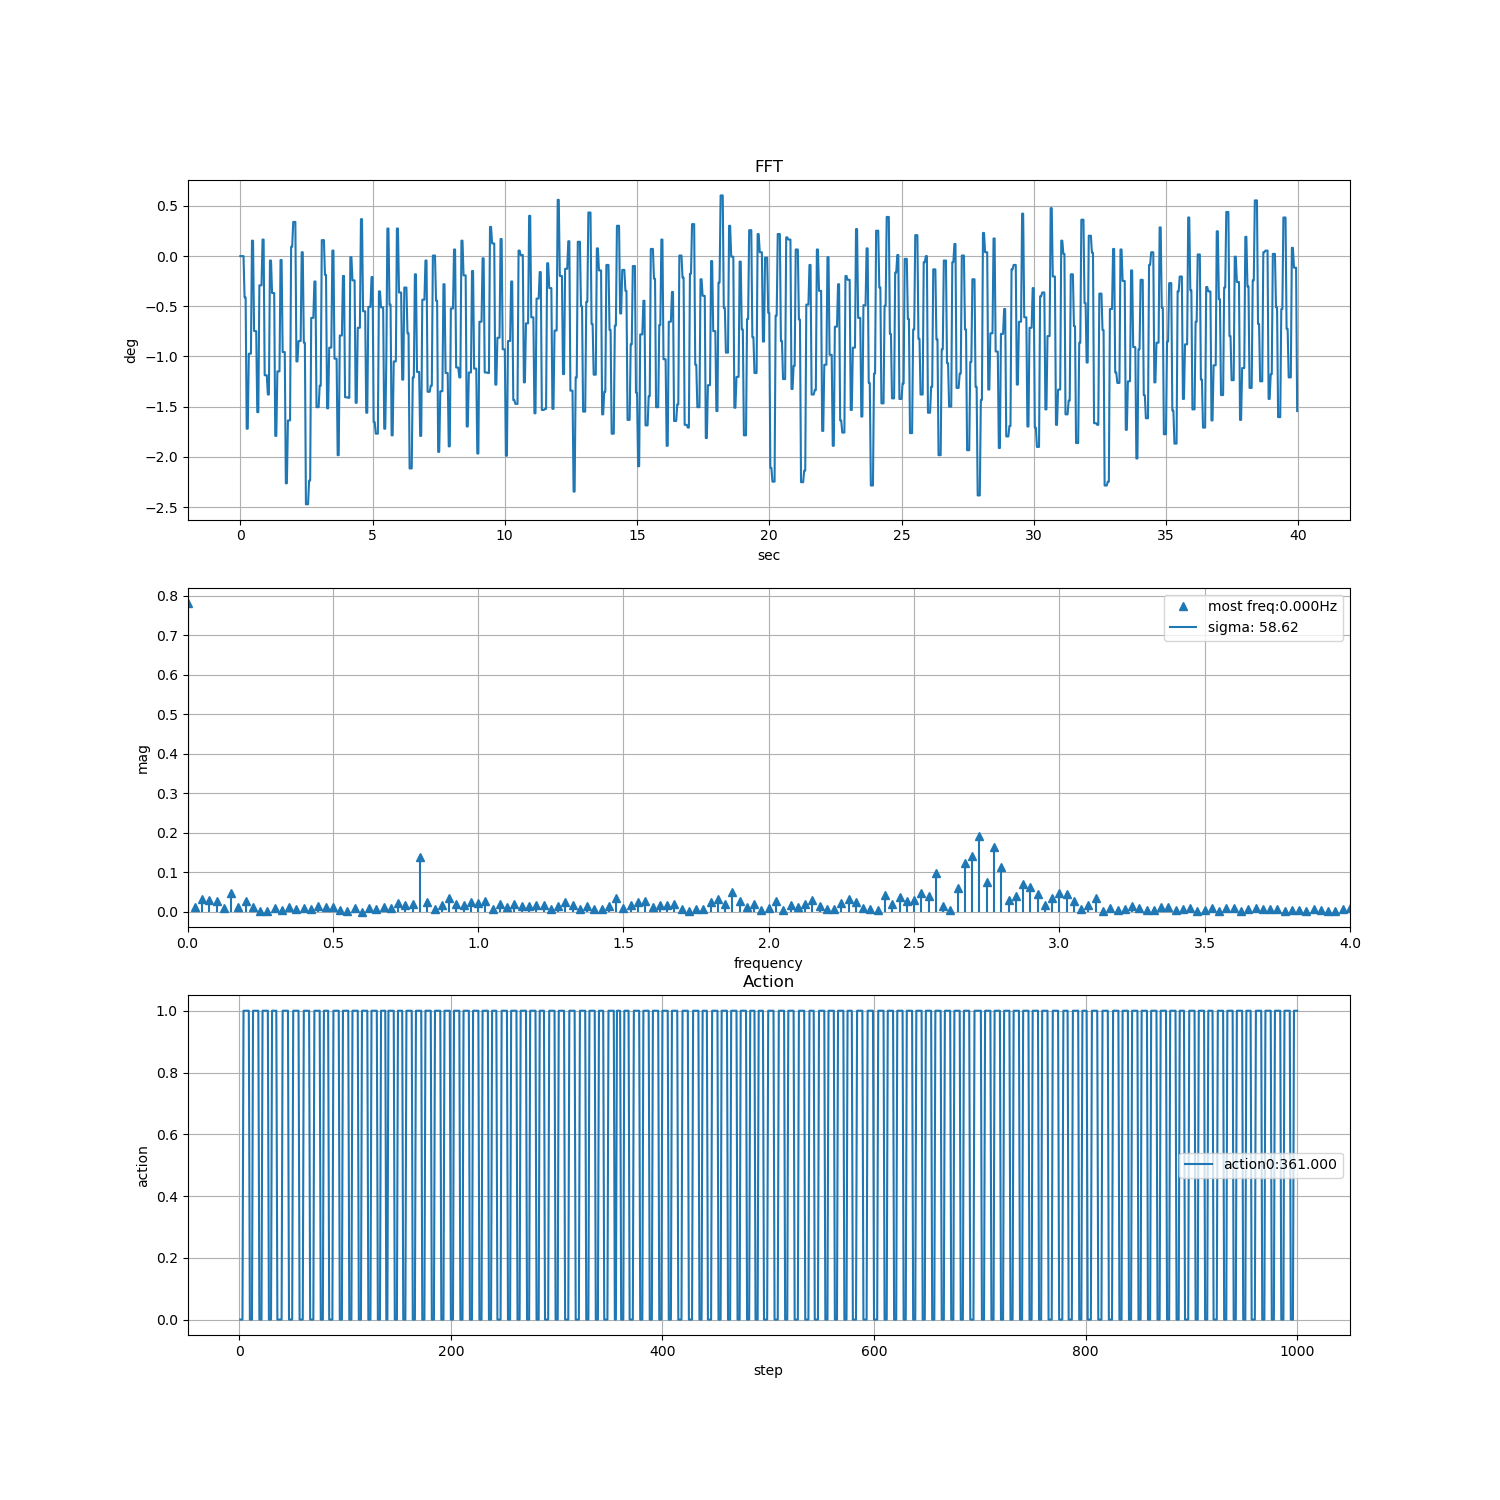 FFT
0.5
0.0
−0.5
−1.0
−1.5
−2.0
−2.5
deg
0 5 10 15 20 25 30 35 40
sec
0.8
0.7
0.6
0.5
0.4
0.3
0.2
0.1
0.0
mag
most freq:0.000Hz
sigma: 58.62
0.0 0.5 1.0 1.5 2.0 2.5 3.0 3.5 4.0
frequency
Action
1.0
0.8
0.6
0.4
0.2
0.0
action
action0:361.000
0 200 400 600 800 1000
step